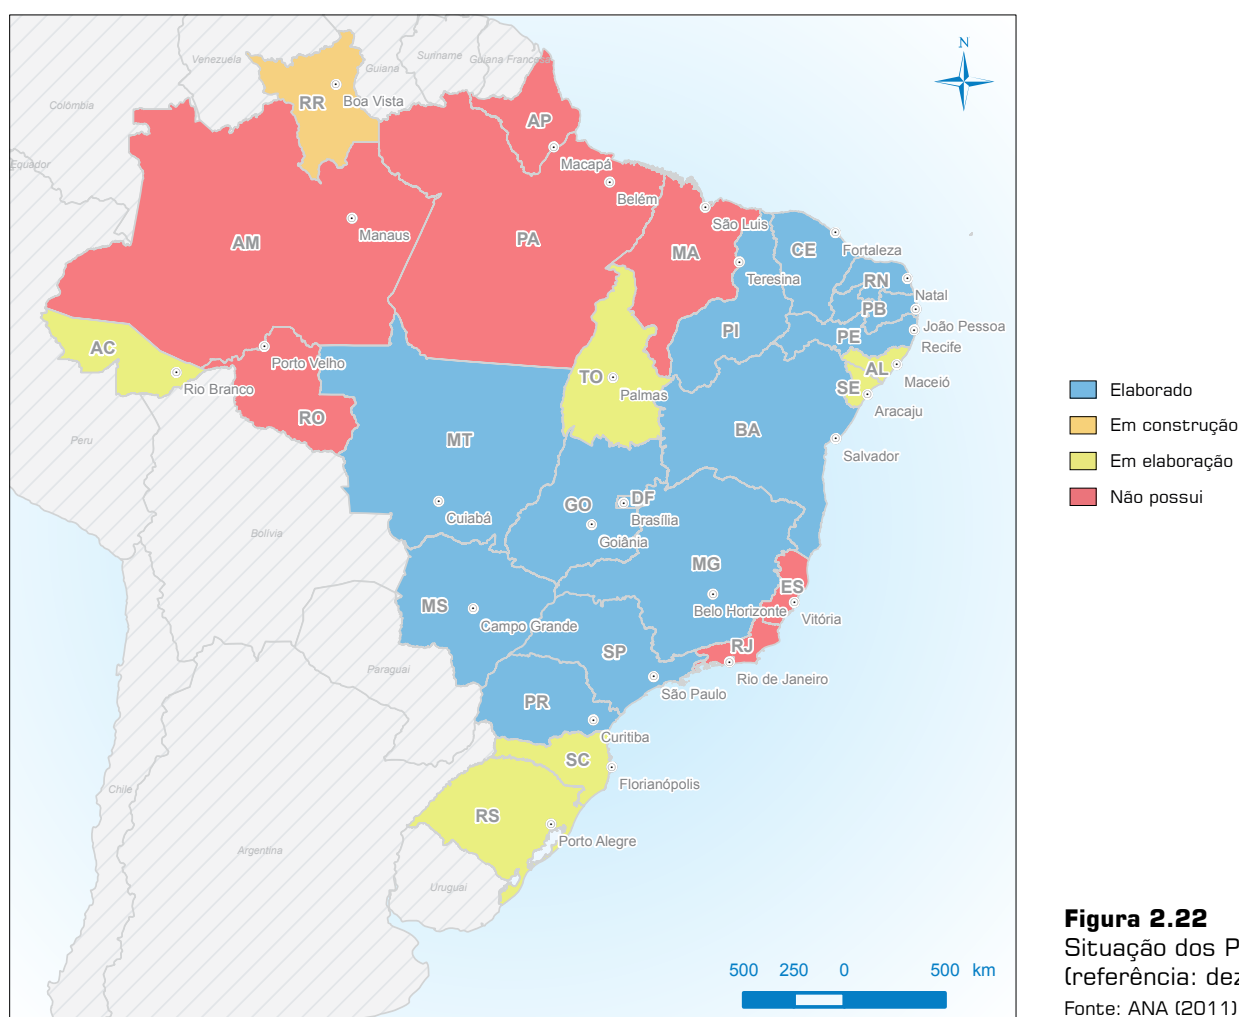 N
Venezuela
Suriname
Guiana Francesa
Guiana
Colômbia
RR
Boa Vista
AP
Equador
Macapá
Belém
São Luis
AM
Manaus
PA
MA
CE
Fortaleza
Teresina
RN
Natal
PB
João Pessoa
PI
PE
Recife
AC
Porto Velho
Rio Branco
TO
Palmas
AL
Maceió
SE
Aracaju
RO
MT
BA
Salvador
Peru
GO
DF
Brasília
Cuiabá
Goiânia
Bolívia
MG
ES
MS
Belo Horizonte
Vitória
Campo Grande
SP
RJ
Rio de Janeiro
Paraguai
São Paulo
PR
Curitiba
SC
Florianópolis
Chile
RS
Porto Alegre
Argentina
Uruguai
500 250 0 500 km
Elaborado
Em construção
Em elaboração
Não possui
Figura 2.22
Situação dos P
(referência: dez
Fonte: ANA (2011)